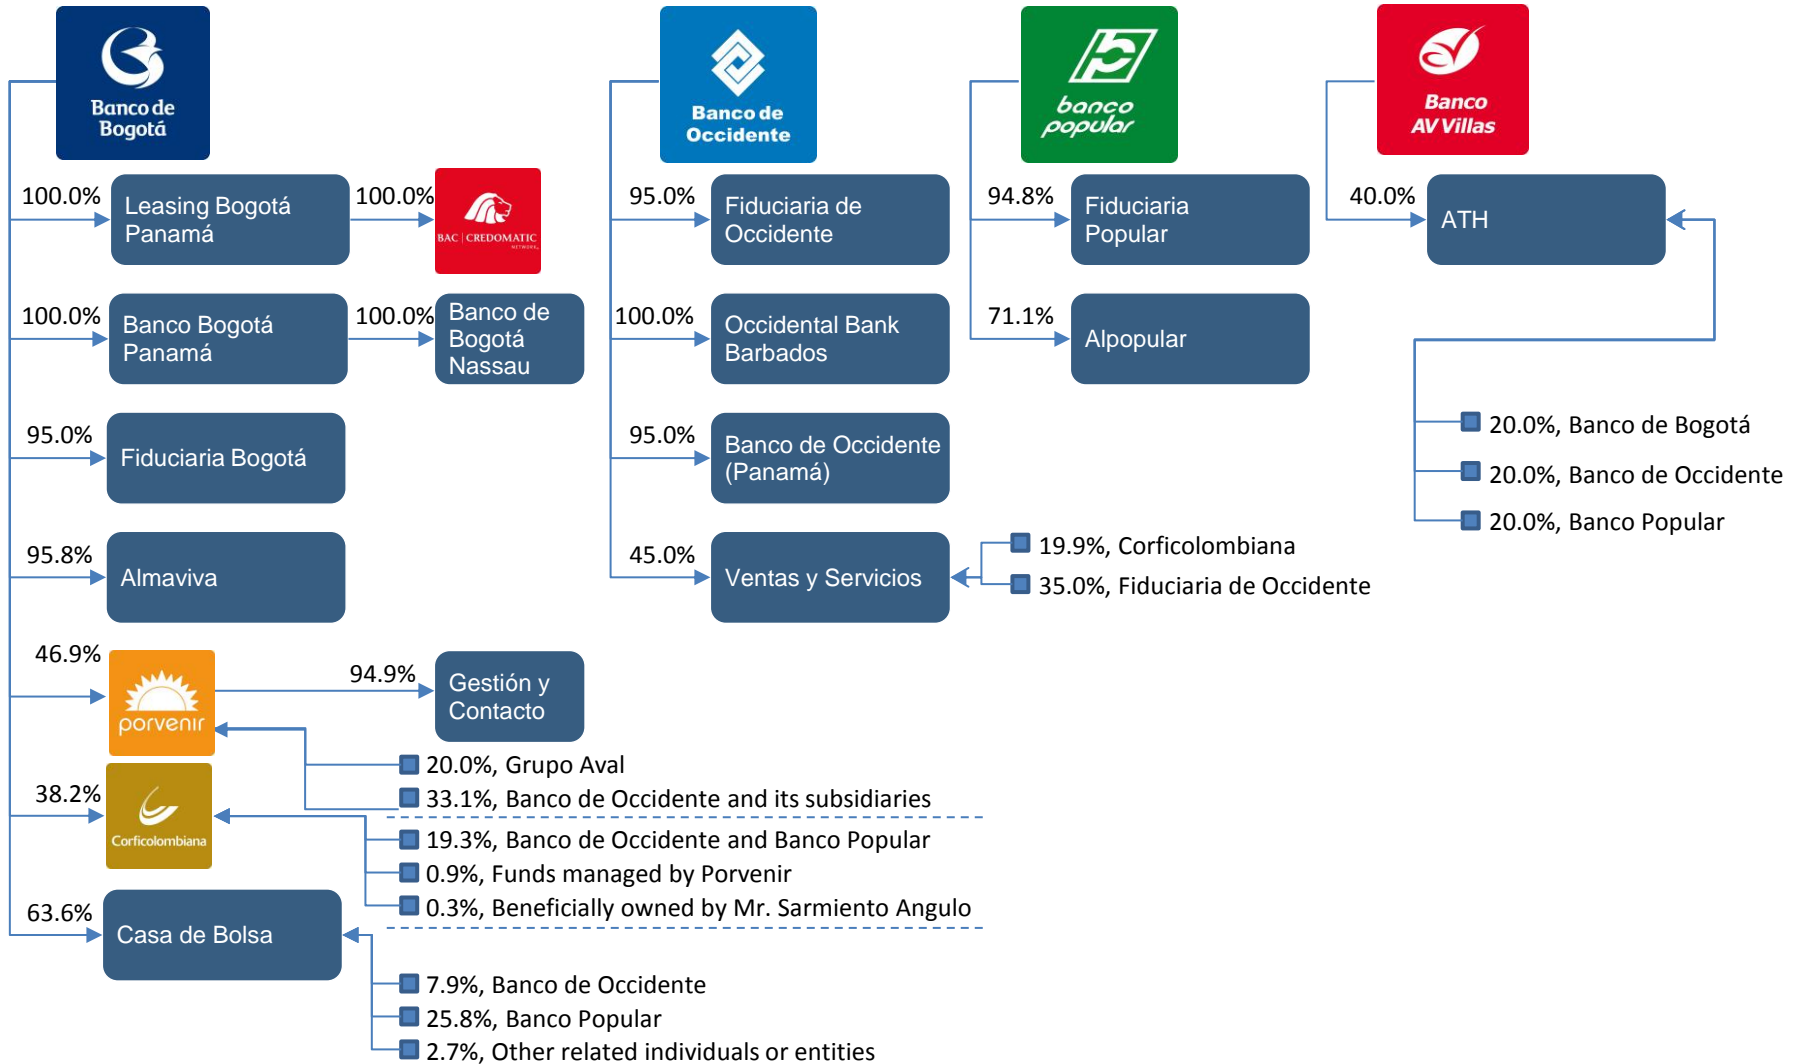 Banco de
Bogotá
100.0%
Leasing Bogotá
Panamá
100.0%
BAC | CREDOMATIC
NETWORK
100.0%
Banco Bogotá
Panamá
100.0%
Banco de
Bogotá
Nassau
95.0%
Fiduciaria Bogotá
95.8%
Almaviva
46.9%
porvenir
94.9%
Gestión y
Contacto
20.0%, Grupo Aval
33.1%, Banco de Occidente and its subsidiaries
38.2%
Corficolombiana
19.3%, Banco de Occidente and Banco Popular
0.9%, Funds managed by Porvenir
0.3%, Beneficially owned by Mr. Sarmiento Angulo
63.6%
Casa de Bolsa
7.9%, Banco de Occidente
25.8%, Banco Popular
2.7%, Other related individuals or entities
Banco de
Occidente
95.0%
Fiduciaria de
Occidente
100.0%
Occidental Bank
Barbados
95.0%
Banco de Occidente
(Panamá)
45.0%
Ventas y Servicios
19.9%, Corficolombiana
35.0%, Fiduciaria de Occidente
banco
popular
94.8%
Fiduciaria
Popular
71.1%
Alpopular
Banco
AV Villas
40.0%
ATH
20.0%, Banco de Bogotá
20.0%, Banco de Occidente
20.0%, Banco Popular